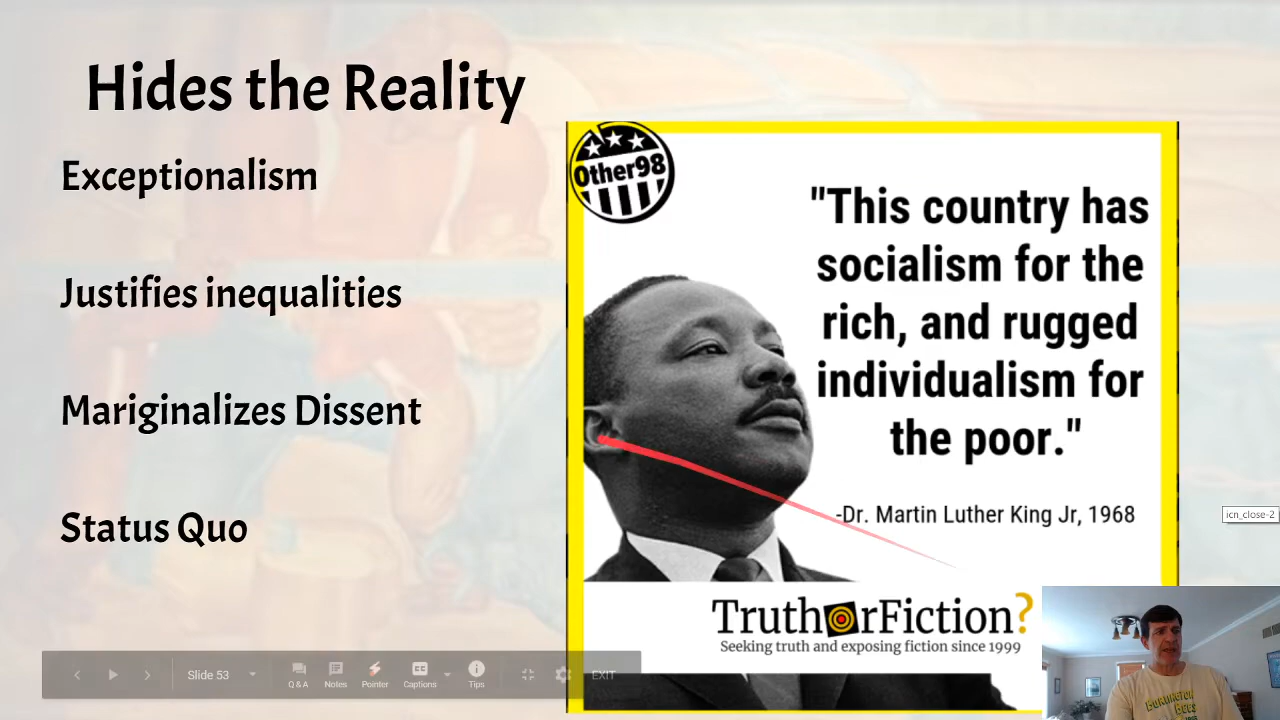 Hides the Reality
Exceptionalism
Justifies inequalities
Mariginalizes Dissent
Status Quo
Other98
"This country has
socialism for the
rich, and rugged
individualism for
the poor."
-Dr. Martin Luther King Jr, 1968
TruthorFiction?
Seeking truth and exposing fiction since 1999
icn_close-2
Slide 53
Q & A
Notes
Pointer
Captions
Tips
EXIT
BURLINGTON
BEES